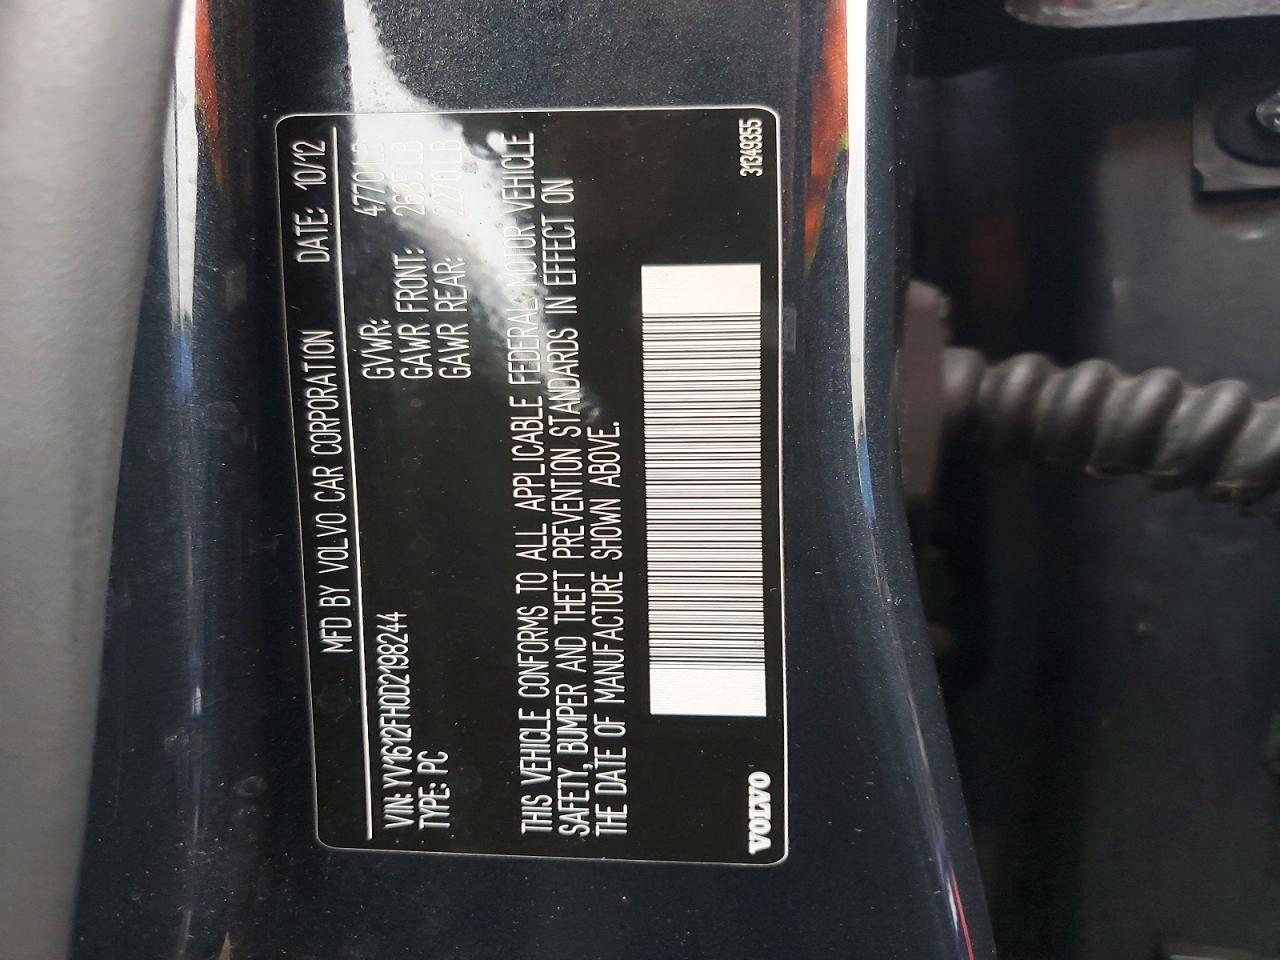 MFD BY VOLVO CAR CORPORATION DATE: 10/12
VIN: YV1612FH0D2198244 GVWR: 4770 LB
TYPE: PC GAWR FRONT: 2635 LB
GAWR REAR: 2270 LB
THIS VEHICLE CONFORMS TO ALL APPLICABLE FEDERAL MOTOR VEHICLE
SAFETY, BUMPER AND THEFT PREVENTION STANDARDS IN EFFECT ON
THE DATE OF MANUFACTURE SHOWN ABOVE.
VOLVO 31349355